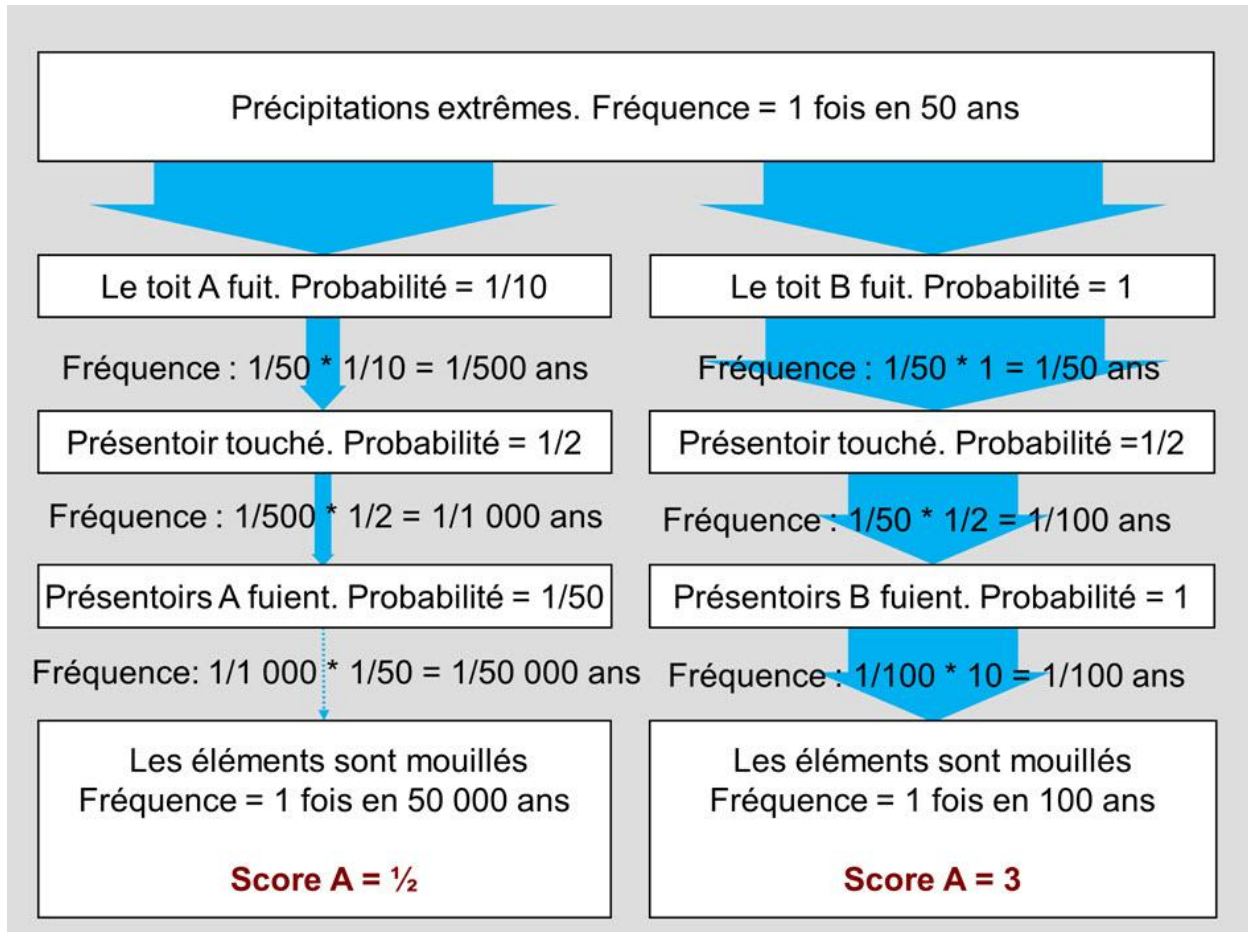 Précipitations extrêmes. Fréquence = 1 fois en 50 ans
Le toit A fuit. Probabilité = 1/10
Fréquence : 1/50 * 1/10 = 1/500 ans
Présentoir touché. Probabilité = 1/2
Fréquence : 1/500 * 1/2 = 1/1 000 ans
Présentoirs A fuient. Probabilité = 1/50
Fréquence: 1/1 000 * 1/50 = 1/50 000 ans
Les éléments sont mouillés
Fréquence = 1 fois en 50 000 ans
Score A = ½
Le toit B fuit. Probabilité = 1
Fréquence : 1/50 * 1 = 1/50 ans
Présentoir touché. Probabilité =1/2
Fréquence : 1/50 * 1/2 = 1/100 ans
Présentoirs B fuient. Probabilité = 1
Fréquence : 1/100 * 10 = 1/100 ans
Les éléments sont mouillés
Fréquence = 1 fois en 100 ans
Score A = 3